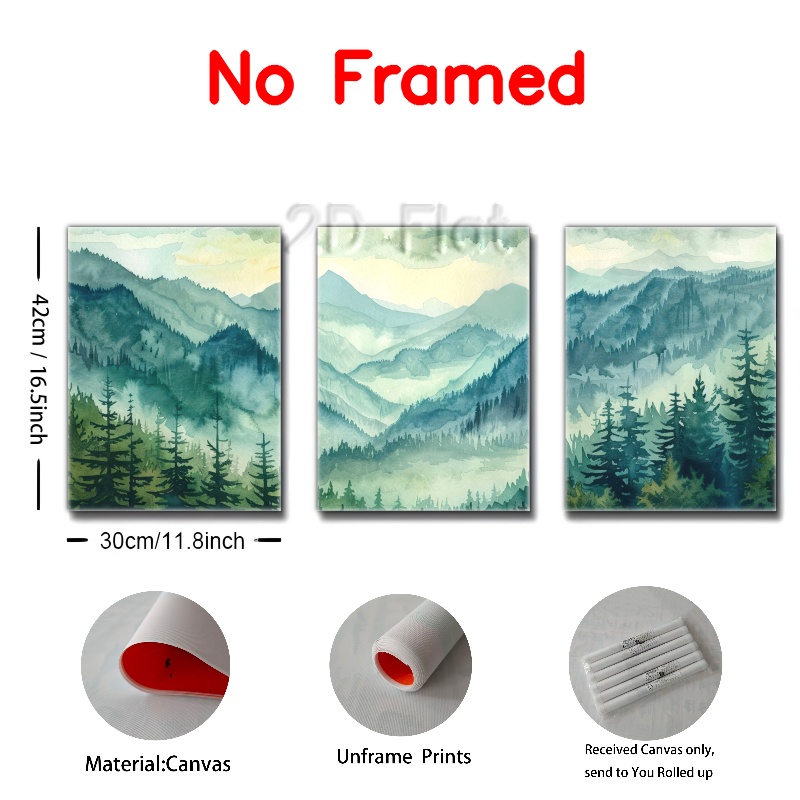 No Framed
2D Flat
42cm / 16.5inch
30cm/11.8inch
Material:Canvas
Unframe Prints
Received Canvas only,
send to You Rolled up